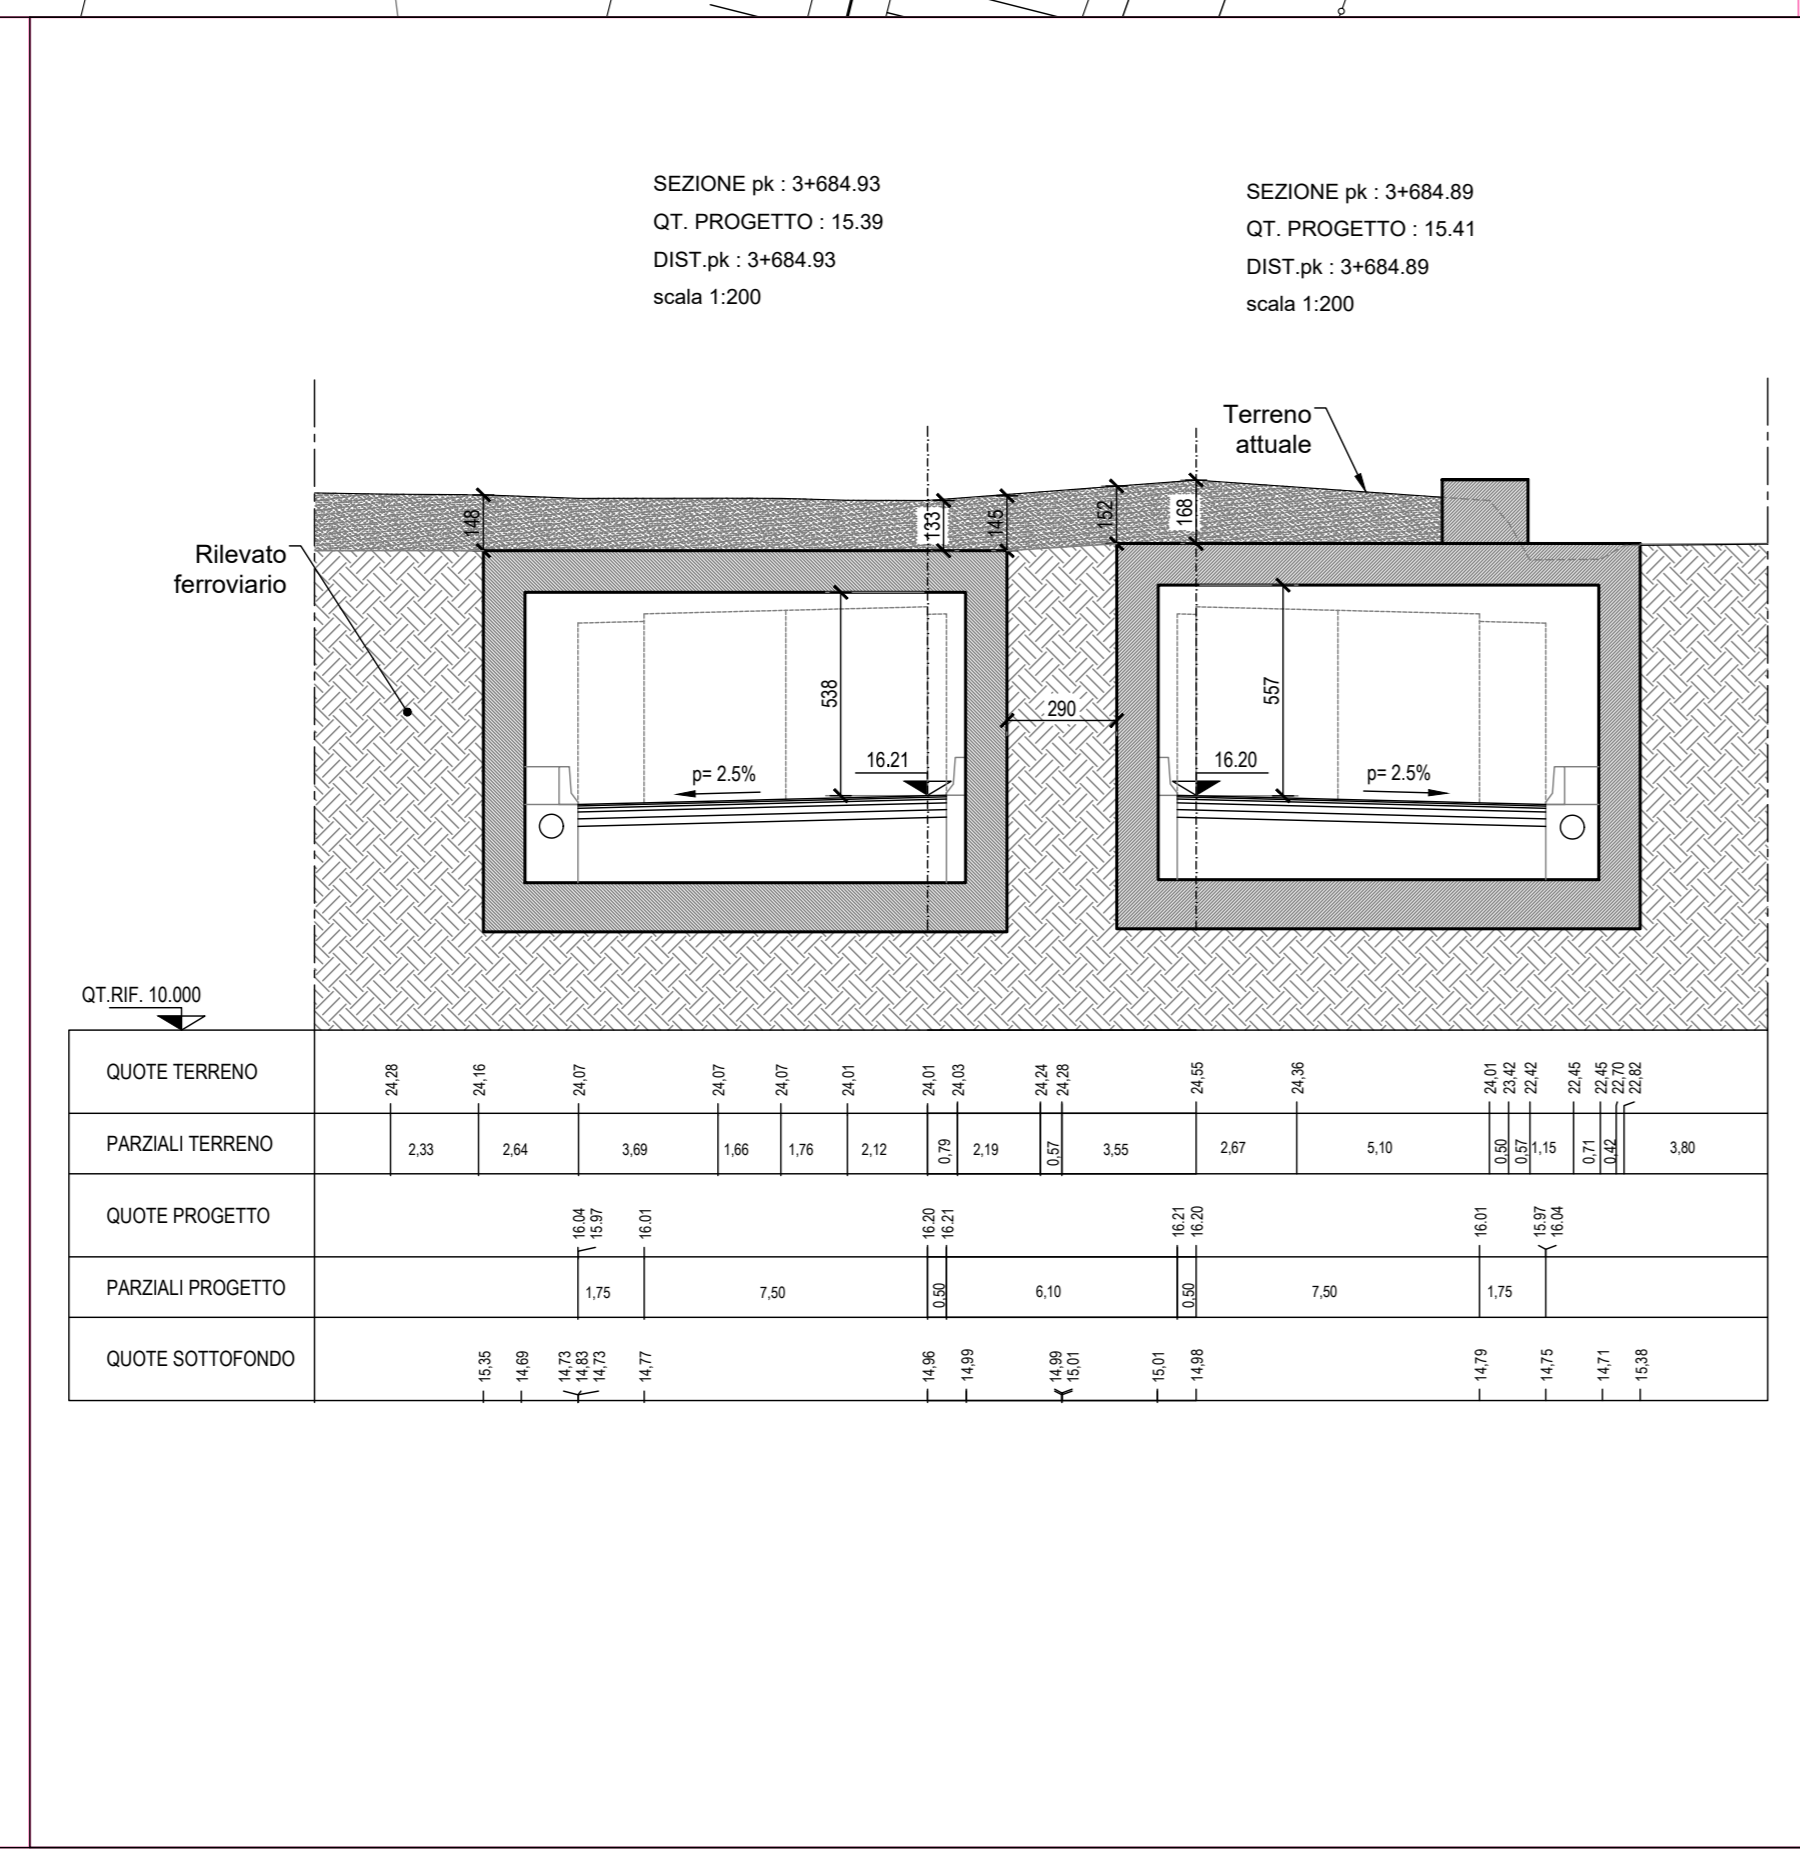 SEZIONE pk : 3+684.93
QT. PROGETTO : 15.39
DIST.pk : 3+684.93
scala 1:200
SEZIONE pk : 3+684.89
QT. PROGETTO : 15.41
DIST.pk : 3+684.89
scala 1:200
Terreno
attuale
Rilevato
ferroviario
148
133
145
152
168
538
290
557
p= 2.5%
16.21
16.20
p= 2.5%
QT.RIF. 10.000
QUOTE TERRENO
24,28 24,16 24,07 24,07 24,07 24,01 24,01 24,03 24,24 24,28 24,55 24,36 24,01 23,42 22,42 22,45 22,45 22,70 22,82
PARZIALI TERRENO
2,33 2,64 3,69 1,66 1,76 2,12 0,79 2,19 0,57 3,55 2,67 5,10 0,50 0,57 1,15 0,71 0,42 3,80
QUOTE PROGETTO
16.04 15.97 16.01 16.20 16.21 16.21 16.20 16.01 15.97 16.04
PARZIALI PROGETTO
1,75 7,50 0,50 6,10 0,50 7,50 1,75
QUOTE SOTTOFONDO
15,35 14,69 14,73 14,83 14,73 14,77 14,96 14,99 14,99 15,01 15,01 14,98 14,79 14,75 14,71 15,38